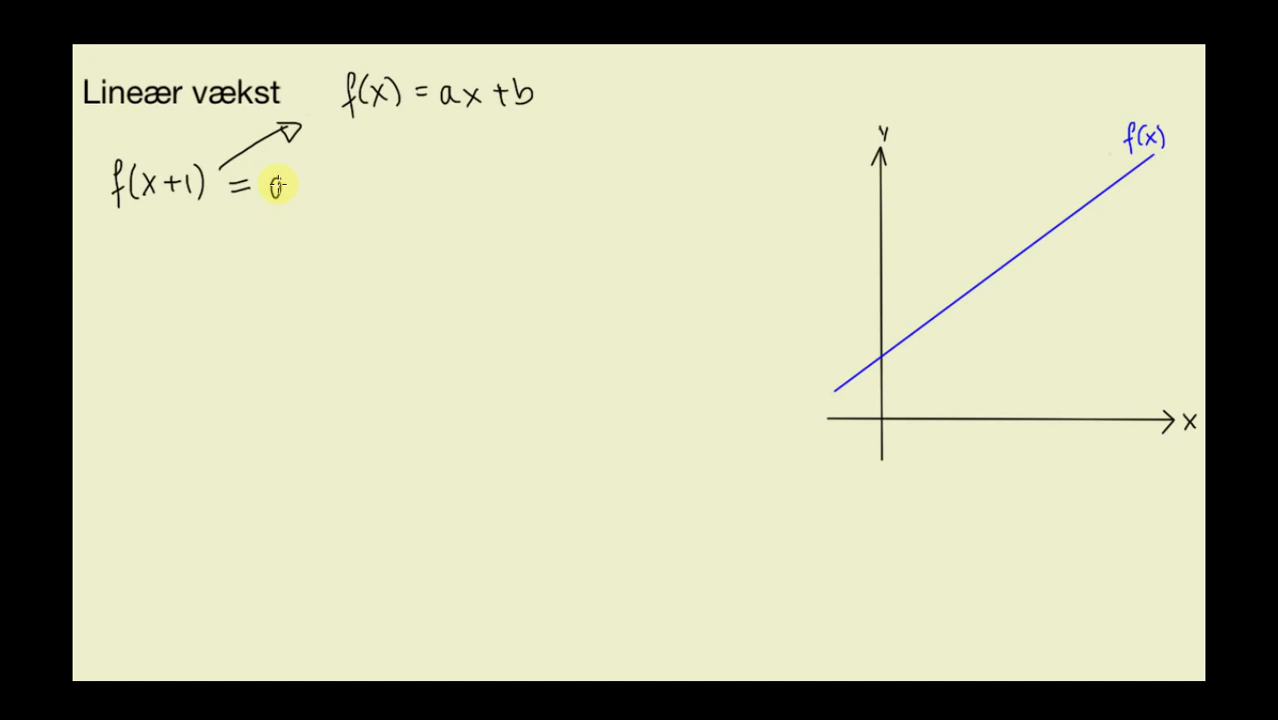 Lineær vækst f(x) = ax + b
f(x+1) =
y
f(x)
x